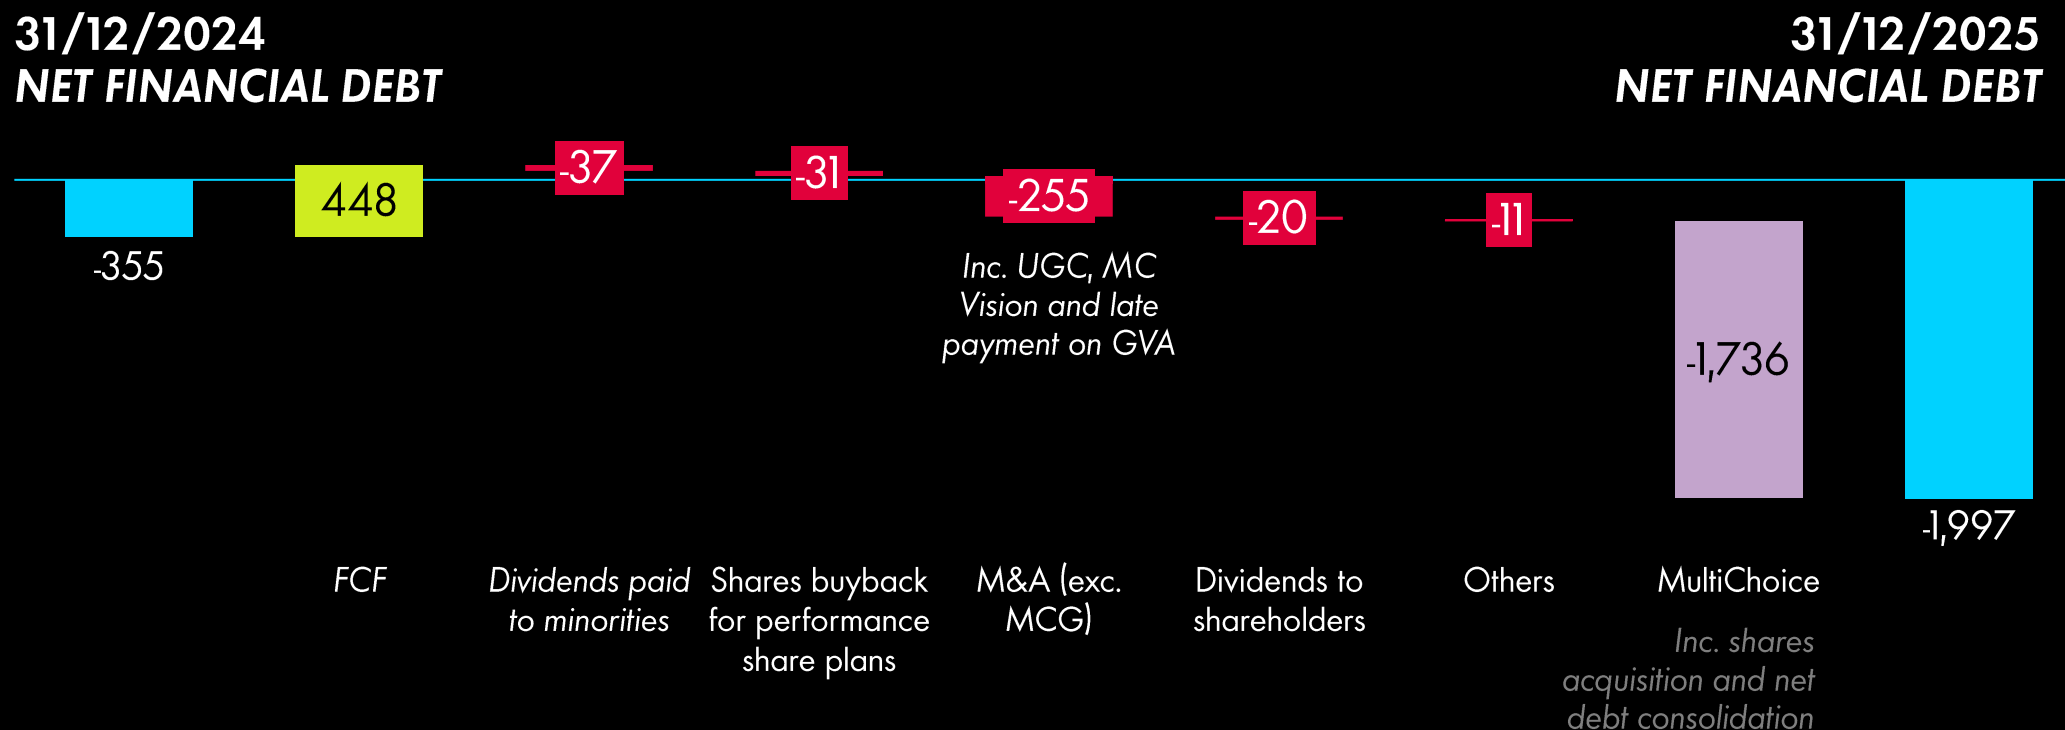 31/12/2024
NET FINANCIAL DEBT
31/12/2025
NET FINANCIAL DEBT
-355
448
-37
-31
-255
Inc. UGC, MC
Vision and late
payment on GVA
-20
-11
-1,736
-1,997
FCF
Dividends paid
to minorities
Shares buyback
for performance
share plans
M&A (exc.
MCG)
Dividends to
shareholders
Others
MultiChoice
Inc. shares
acquisition and net
debt consolidation